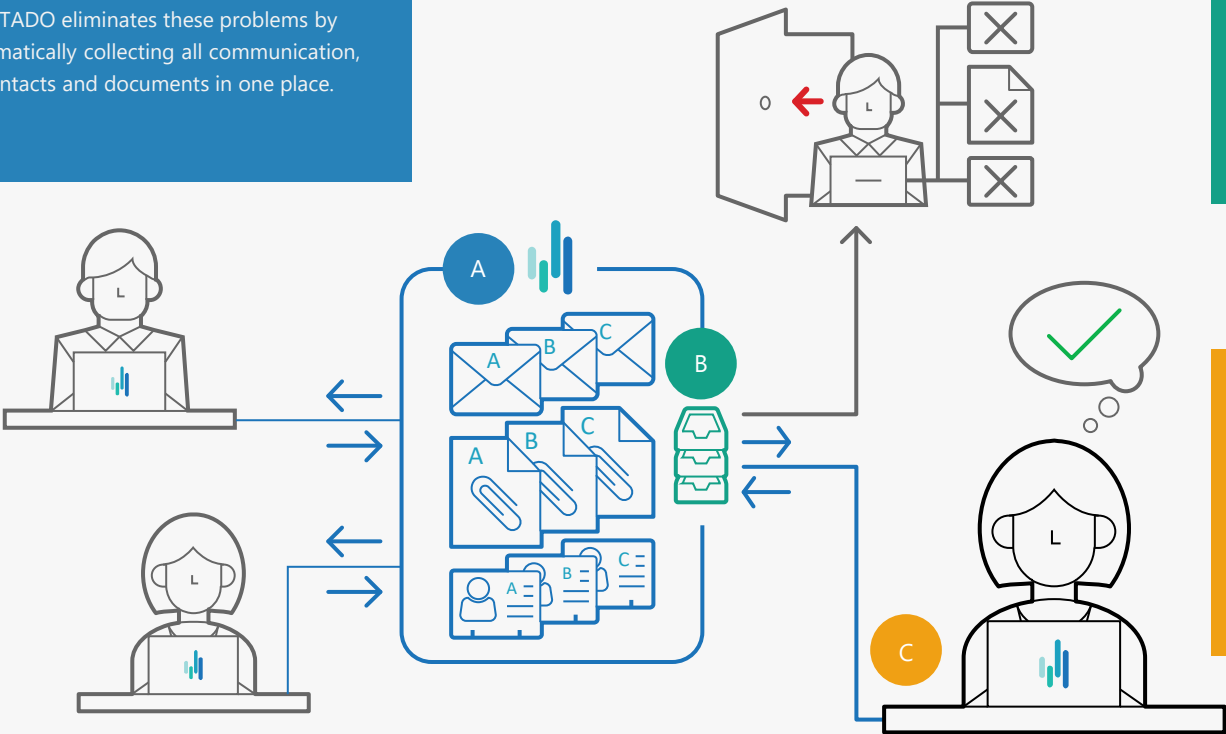 TADO eliminates these problems by
matically collecting all communication,
ntacts and documents in one place.
A
B
C
A
B
C
A
B
C
A
B
C